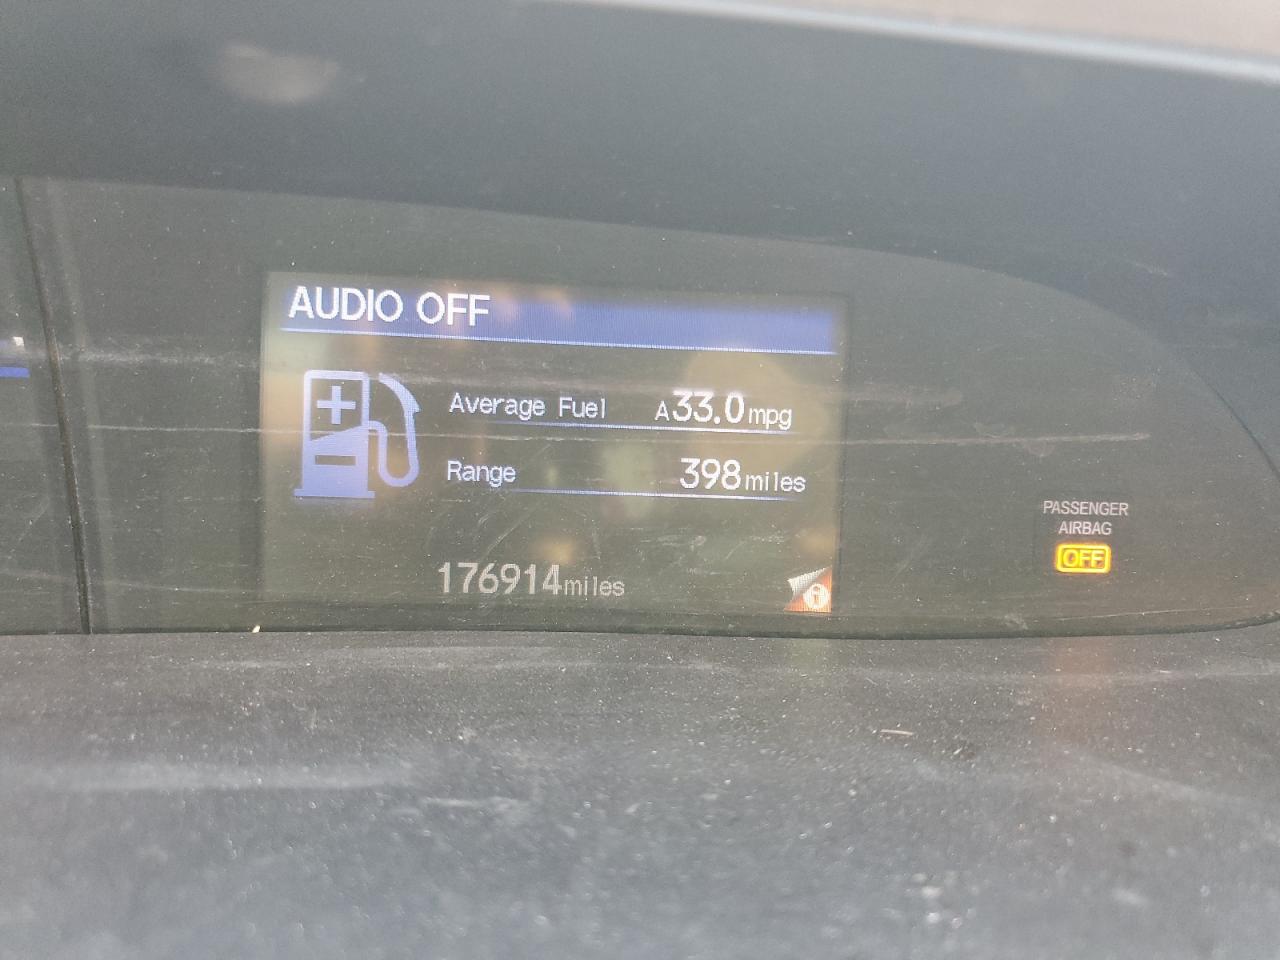 AUDIO OFF
Average Fuel A33.0mpg
Range 398miles
176914miles
PASSENGER
AIRBAG
OFF